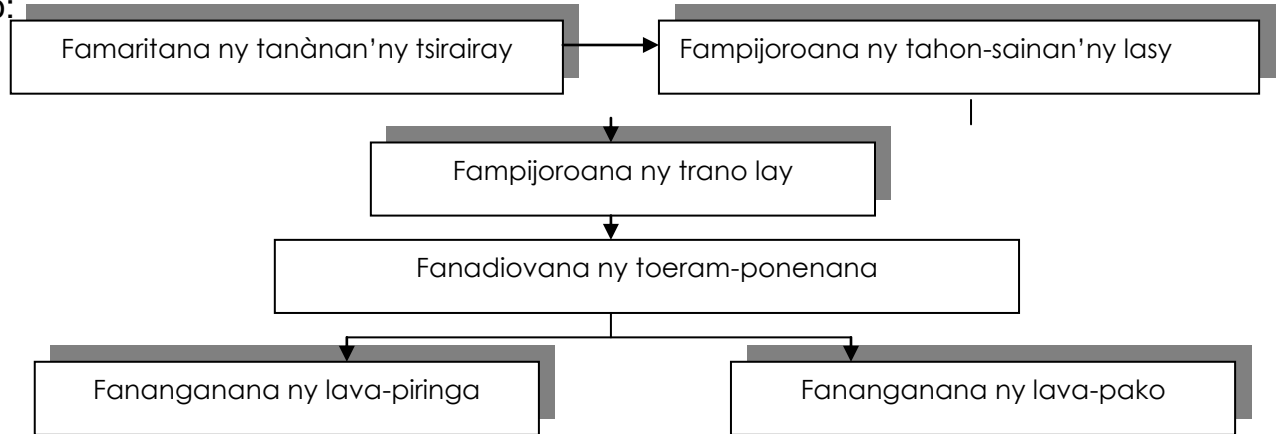 o:
Famaritana ny tanànan’ny tsirairay
Fampijoroana ny tahon-sainan’ny lasy
Fampijoroana ny trano lay
Fanadiovana ny toeram-ponenana
Fananganana ny lava-piringa
Fananganana ny lava-pako